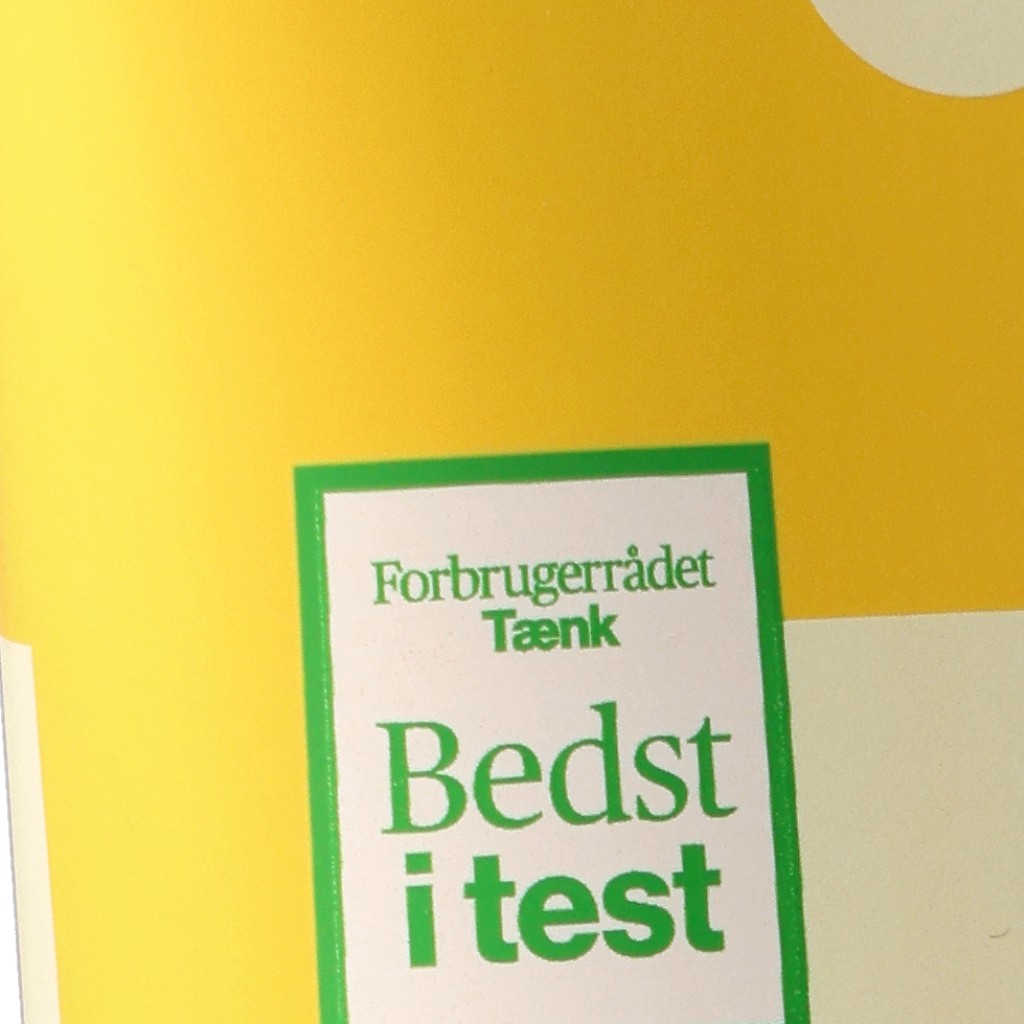 Forbrugerrådet
Tænk
Bedst
i test